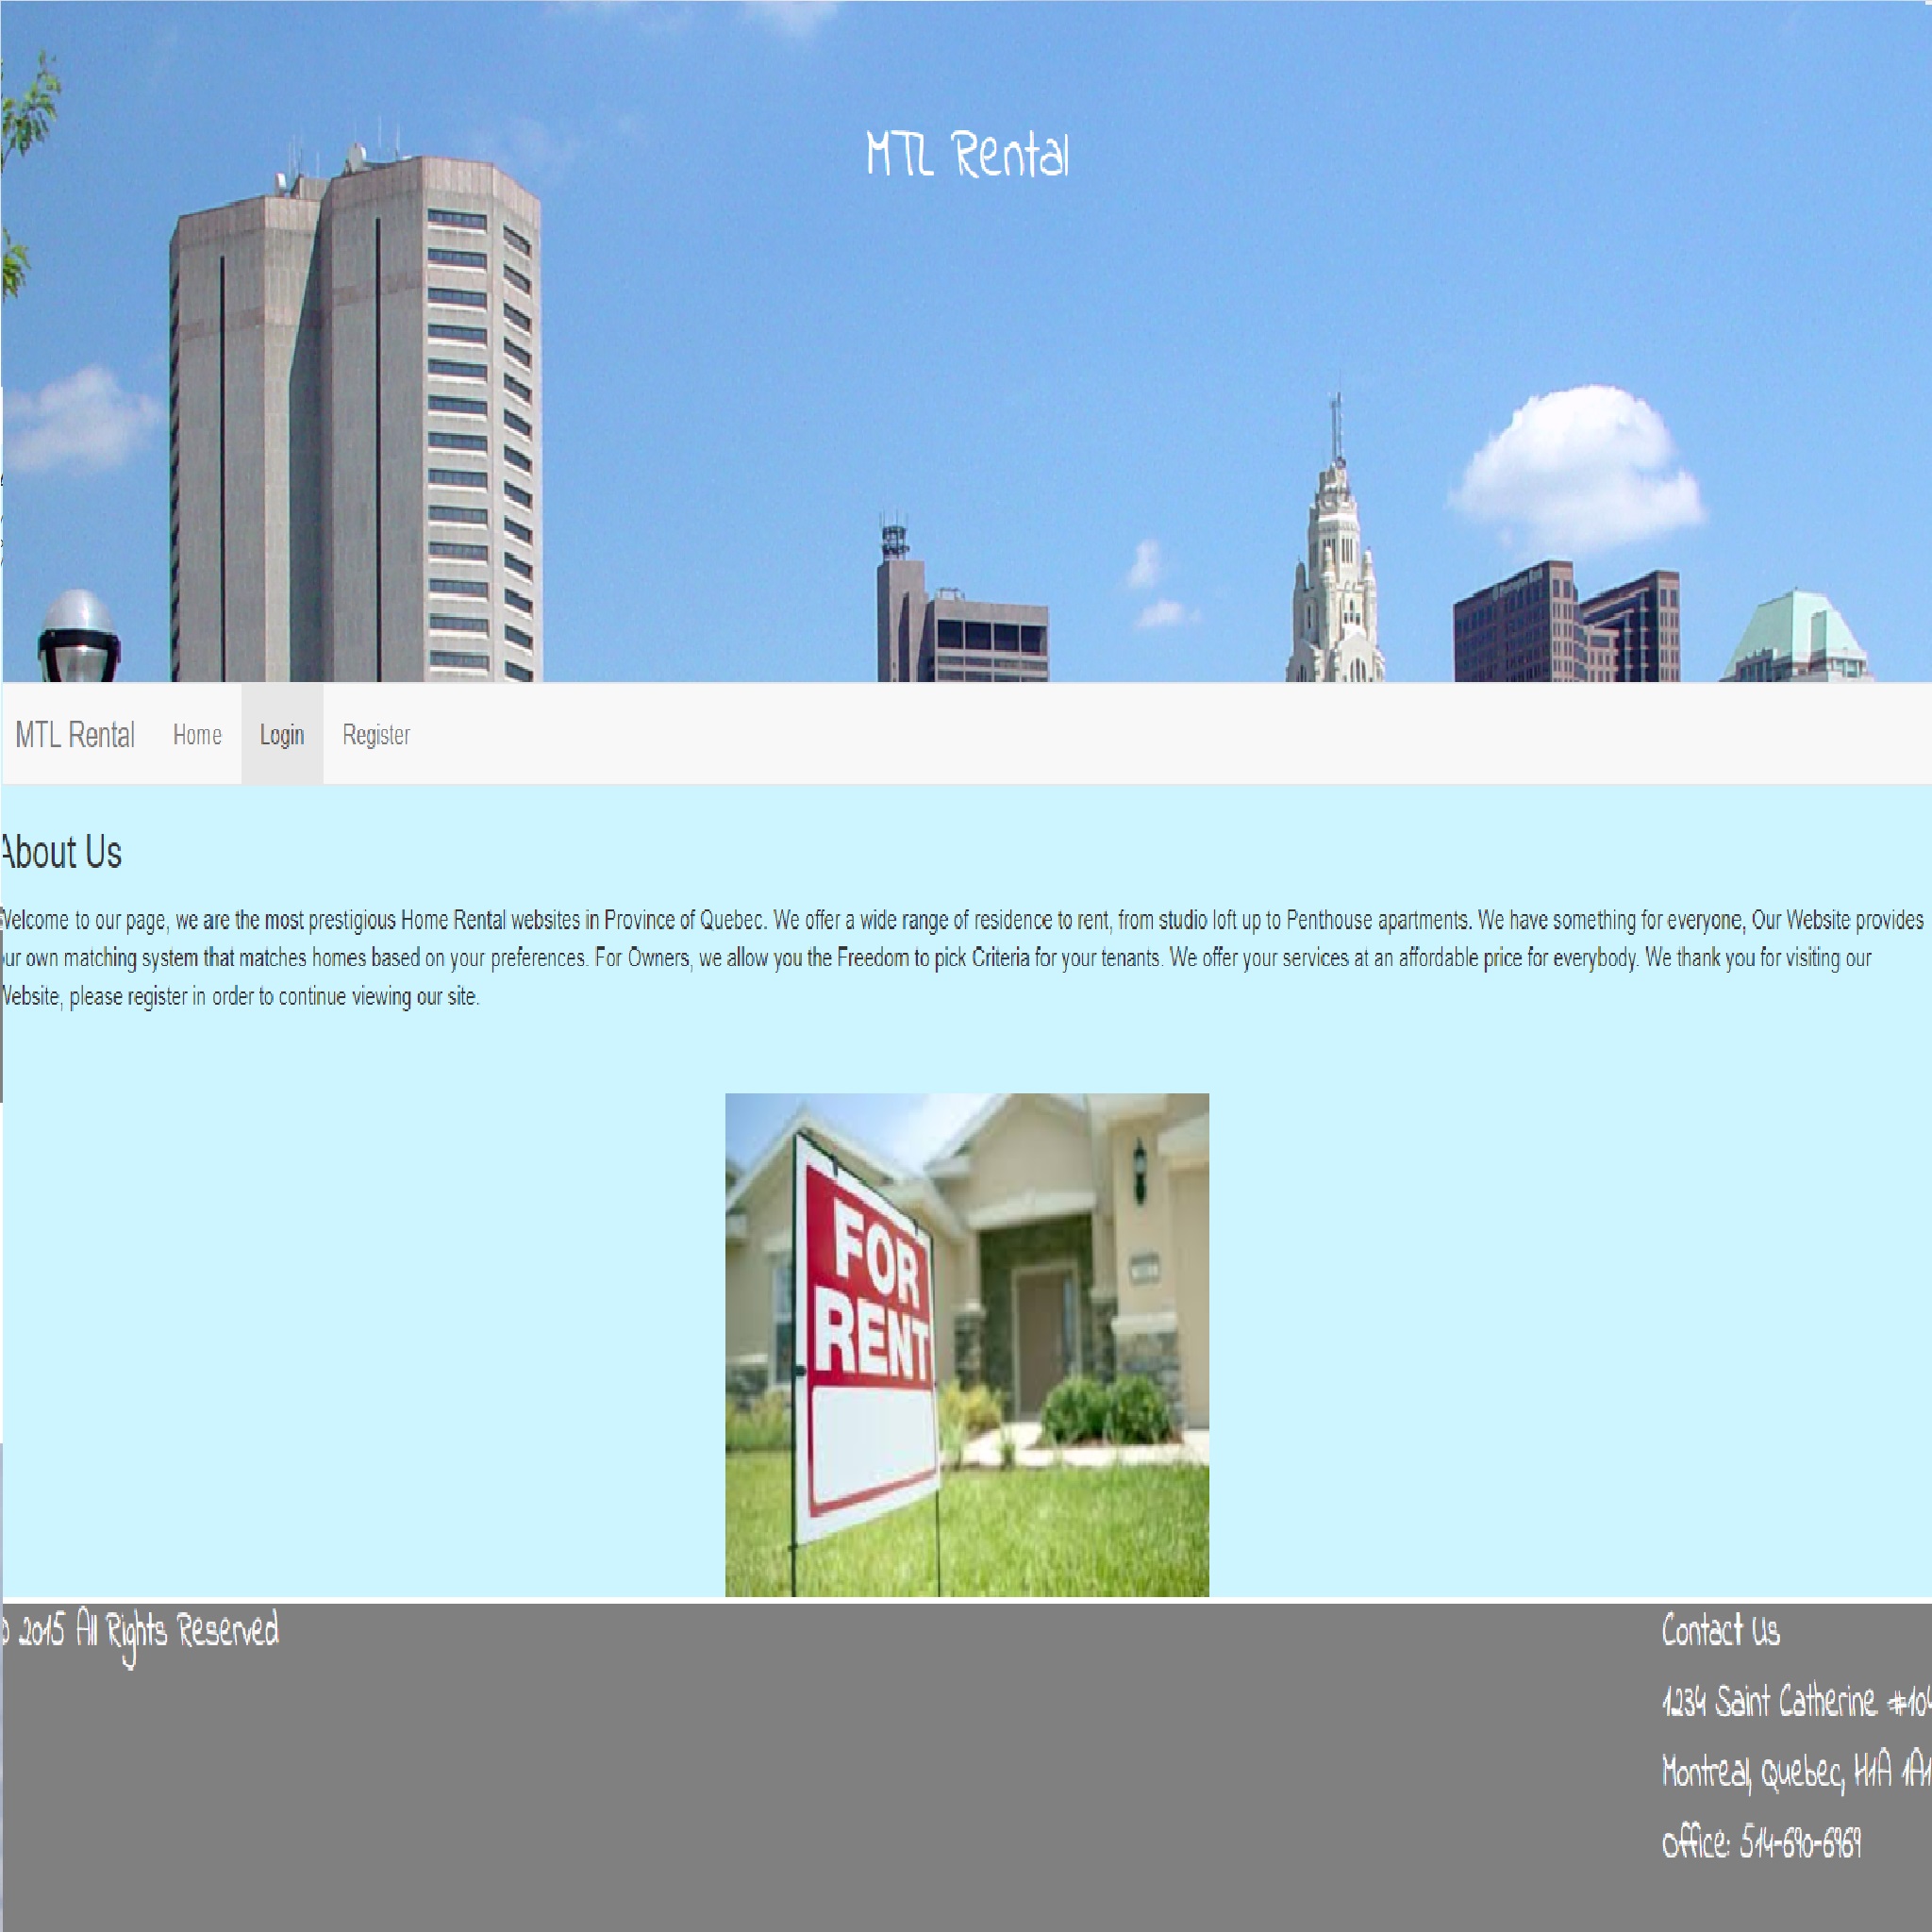 MTL Rental
MTL Rental Home Login Register
About Us
Welcome to our page, we are the most prestigious Home Rental websites in Province of Quebec. We offer a wide range of residence to rent, from studio loft up to Penthouse apartments. We have something for everyone, Our Website provides
our own matching system that matches homes based on your preferences. For Owners, we allow you the Freedom to pick Criteria for your tenants. We offer your services at an affordable price for everybody. We thank you for visiting our
Website, please register in order to continue viewing our site.
FOR
RENT
© 2015 All Rights Reserved
Contact Us
1234 Saint Catherine #104
Montreal, Quebec, H1A 1A1
Office: 514-690-6969